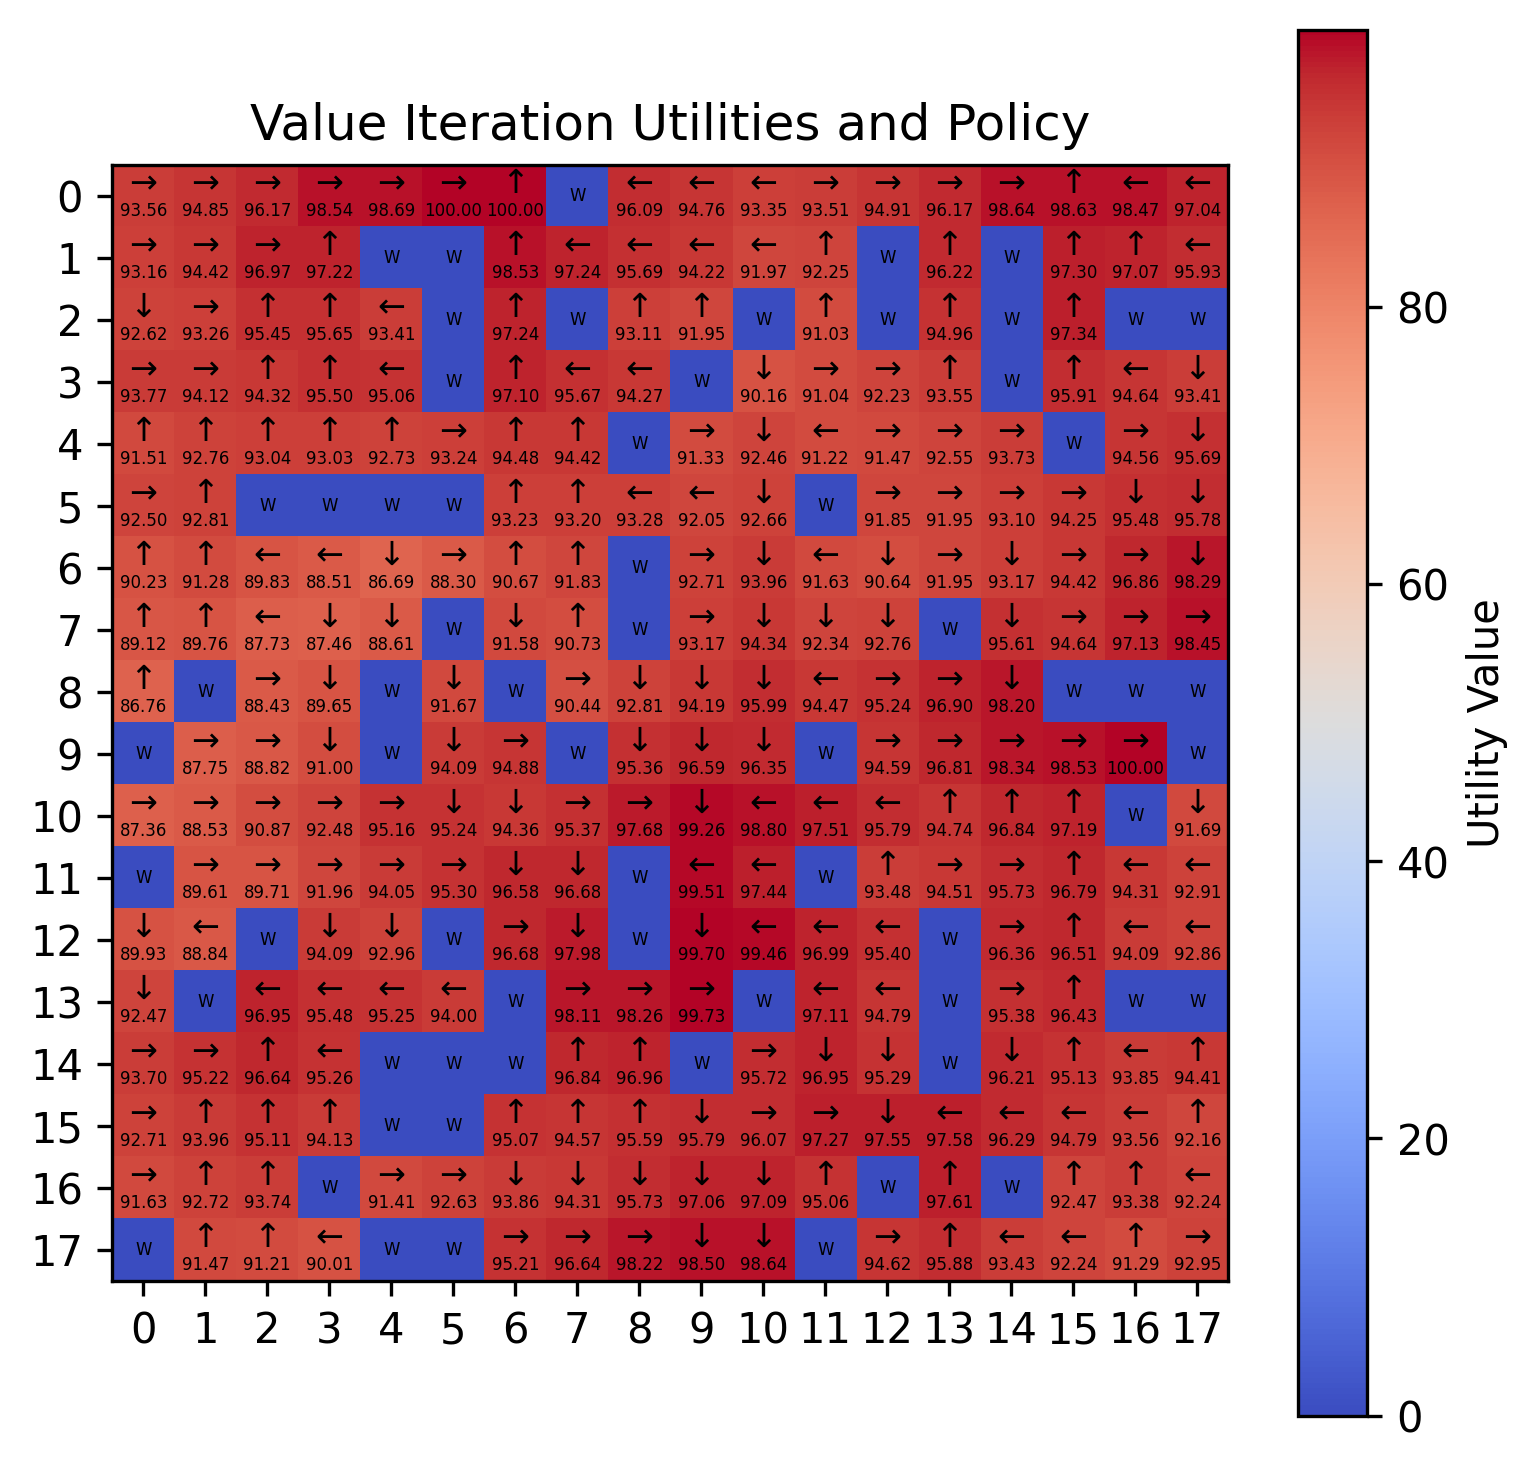 Value Iteration Utilities and Policy
0 → → → → → → ↑ W ← ← ← → → → → ↑ ← ←
93.56 94.85 96.17 98.54 98.69 100.00 100.00 96.09 94.76 93.35 93.51 94.91 96.17 98.64 98.63 98.47 97.04
1 → → → ↑ W W ↑ ← ← ← ← ↑ W ↑ W ↑ ↑ ←
93.16 94.42 96.97 97.22 98.53 97.24 95.69 94.22 91.97 92.25 96.22 97.30 97.07 95.93
2 ↓ → ↑ ↑ ← W ↑ W ↑ ↑ W ↑ W ↑ W ↑ W W
92.62 93.26 95.45 95.65 93.41 97.24 93.11 91.95 91.03 94.96 97.34
3 → → ↑ ↑ ← W ↑ ← ← W ↓ → → ↑ W ↑ ← ↓
93.77 94.12 94.32 95.50 95.06 97.10 95.67 94.27 90.16 91.04 92.23 93.55 95.91 94.64 93.41
4 ↑ ↑ ↑ ↑ ↑ → ↑ ↑ W → ↓ ← → → → W → ↓
91.51 92.76 93.04 93.03 92.73 93.24 94.48 94.42 91.33 92.46 91.22 91.47 92.55 93.73 94.56 95.69
5 → ↑ W W W W ↑ ↑ ← ← ↓ W → → → → ↓ ↓
92.50 92.81 93.23 93.20 93.28 92.05 92.66 91.85 91.95 93.10 94.25 95.48 95.78
6 ↑ ↑ ← ← ↓ → ↑ ↑ W → ↓ ← ↓ → ↓ → → ↓
90.23 91.28 89.83 88.51 86.69 88.30 90.67 91.83 92.71 93.96 91.63 90.64 91.95 93.17 94.42 96.86 98.29
7 ↑ ↑ ← ↓ ↓ W ↓ ↑ W → ↓ ↓ ↓ W ↓ → → →
89.12 89.76 87.73 87.46 88.61 91.58 90.73 93.17 94.34 92.34 92.76 95.61 94.64 97.13 98.45
8 ↑ W → ↓ W ↓ W → ↓ ↓ ↓ ← → → ↓ W W W
86.76 88.43 89.65 91.67 90.44 92.81 94.19 95.99 94.47 95.24 96.90 98.20
9 W → → ↓ W ↓ → W ↓ ↓ ↓ W → → → → → W
87.75 88.82 91.00 94.09 94.88 95.36 96.59 96.35 94.59 96.81 98.34 98.53 100.00
10 → → → → → ↓ ↓ → → ↓ ← ← ← ↑ ↑ ↑ W ↓
87.36 88.53 90.87 92.48 95.16 95.24 94.36 95.37 97.68 99.26 98.80 97.51 95.79 94.74 96.84 97.19 91.69
11 W → → → → → ↓ ↓ W ← ← W ↑ → → ↑ ← ←
89.61 89.71 91.96 94.05 95.30 96.58 96.68 99.51 97.44 93.48 94.51 95.73 96.79 94.31 92.91
12 ↓ ← W ↓ ↓ W → ↓ W ↓ ← ← ← W → ↑ ← ←
89.93 88.84 94.09 92.96 96.68 97.98 99.70 99.46 96.99 95.40 96.36 96.51 94.09 92.86
13 ↓ W ← ← ← ← W → → → W ← ← W → ↑ W W
92.47 96.95 95.48 95.25 94.00 98.11 98.26 99.73 97.11 94.79 95.38 96.43
14 → → ↑ ← W W W ↑ ↑ W → ↓ ↓ W ↓ ↑ ← ↑
93.70 95.22 96.64 95.26 96.84 96.96 95.72 96.95 95.29 96.21 95.13 93.85 94.41
15 → ↑ ↑ ↑ W W ↑ ↑ ↑ ↓ → → ↓ ← ← ← ← ↑
92.71 93.96 95.11 94.13 95.07 94.57 95.59 95.79 96.07 97.27 97.55 97.58 96.29 94.79 93.56 92.16
16 → ↑ ↑ W → → ↓ ↓ ↓ ↓ ↓ ↑ W ↑ W ↑ ↑ ←
91.63 92.72 93.74 91.41 92.63 93.86 94.31 95.73 97.06 97.09 95.06 97.61 92.47 93.38 92.24
17 W ↑ ↑ ← W W → → → ↓ ↓ W → ↑ ← ← ↑ →
91.47 91.21 90.01 95.21 96.64 98.22 98.50 98.64 94.62 95.88 93.43 92.24 91.29 92.95
0 1 2 3 4 5 6 7 8 9 10 11 12 13 14 15 16 17
80
60
40
20
0
Utility Value